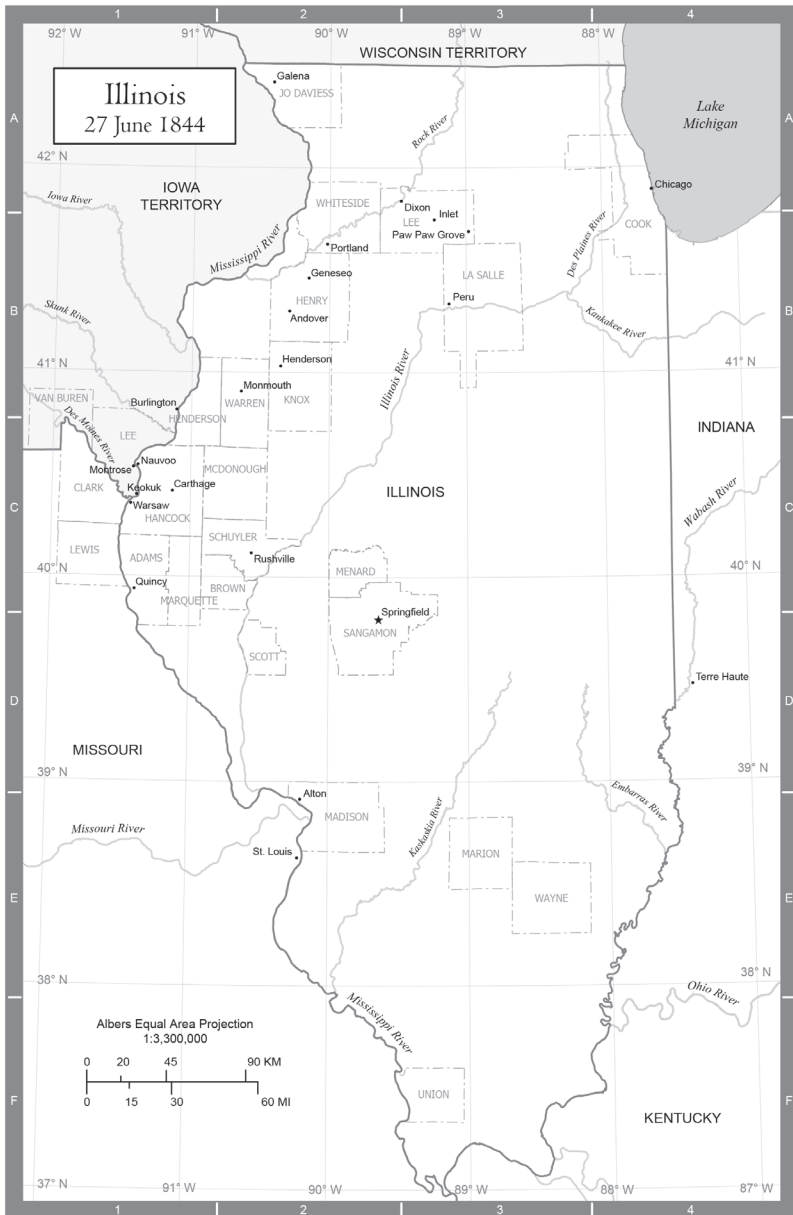 1
2
3
4
92° W
91° W
90° W
89° W
88° W
WISCONSIN TERRITORY
Illinois
27 June 1844
Galena
JO DAVIESS
A
A
Lake
Michigan
Rock River
42° N
Iowa River
IOWA
TERRITORY
WHITESIDE
Dixon
Inlet
LEE
Paw Paw Grove
Chicago
COOK
Mississippi River
Portland
Des Plaines River
Geneseo
HENRY
LA SALLE
B
B
Andover
Peru
Skunk River
Kankakee River
Henderson
41° N
41° N
Illinois River
Monmouth
WARREN
KNOX
VAN BUREN
Burlington
HENDERSON
Des Moines River
LEE
INDIANA
Nauvoo
Montrose
MCDONOUGH
CLARK
Keokuk
Carthage
ILLINOIS
Wabash River
Warsaw
C
C
HANCOCK
SCHUYLER
LEWIS
ADAMS
Rushville
40° N
40° N
MENARD
Quincy
BROWN
MARQUETTE
Springfield
SANGAMON
SCOTT
Terre Haute
D
D
MISSOURI
39° N
39° N
Alton
Embarras River
MADISON
Kaskaskia River
Missouri River
St. Louis
MARION
WAYNE
E
E
38° N
38° N
Ohio River
Mississippi River
Albers Equal Area Projection
1:3,300,000
0
20
45
90 KM
0
15
30
60 MI
UNION
F
F
KENTUCKY
37° N
37° N
91° W
90° W
89° W
88° W
1
2
3
4